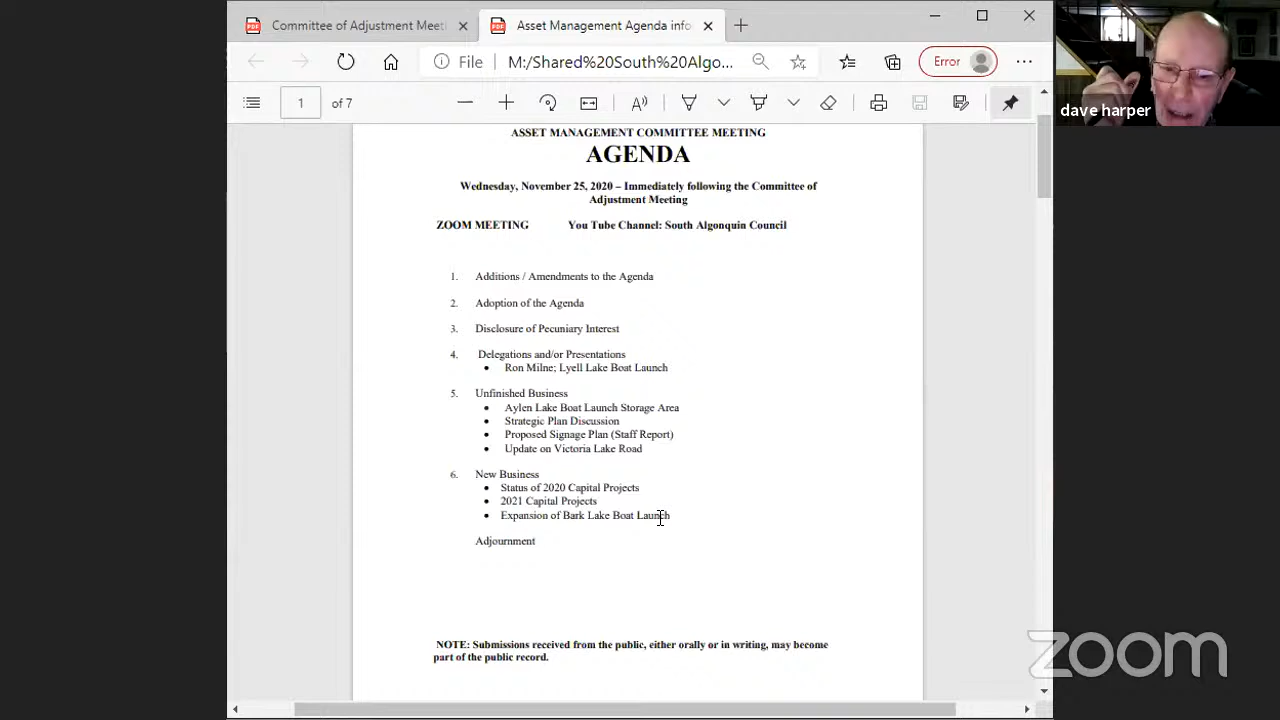 Committee of Adjustment Meeti
Asset Management Agenda info
File
M:/Shared%20South%20Algo...
Error
1 of 7
dave harper
ASSET MANAGEMENT COMMITTEE MEETING
AGENDA
Wednesday, November 25, 2020 – Immediately following the Committee of
Adjustment Meeting
ZOOM MEETING You Tube Channel: South Algonquin Council
1. Additions / Amendments to the Agenda
2. Adoption of the Agenda
3. Disclosure of Pecuniary Interest
4. Delegations and/or Presentations
• Ron Milne; Lyell Lake Boat Launch
5. Unfinished Business
• Aylen Lake Boat Launch Storage Area
• Strategic Plan Discussion
• Proposed Signage Plan (Staff Report)
• Update on Victoria Lake Road
6. New Business
• Status of 2020 Capital Projects
• 2021 Capital Projects
• Expansion of Bark Lake Boat Launch
Adjournment
NOTE: Submissions received from the public, either orally or in writing, may become
part of the public record.
zoom